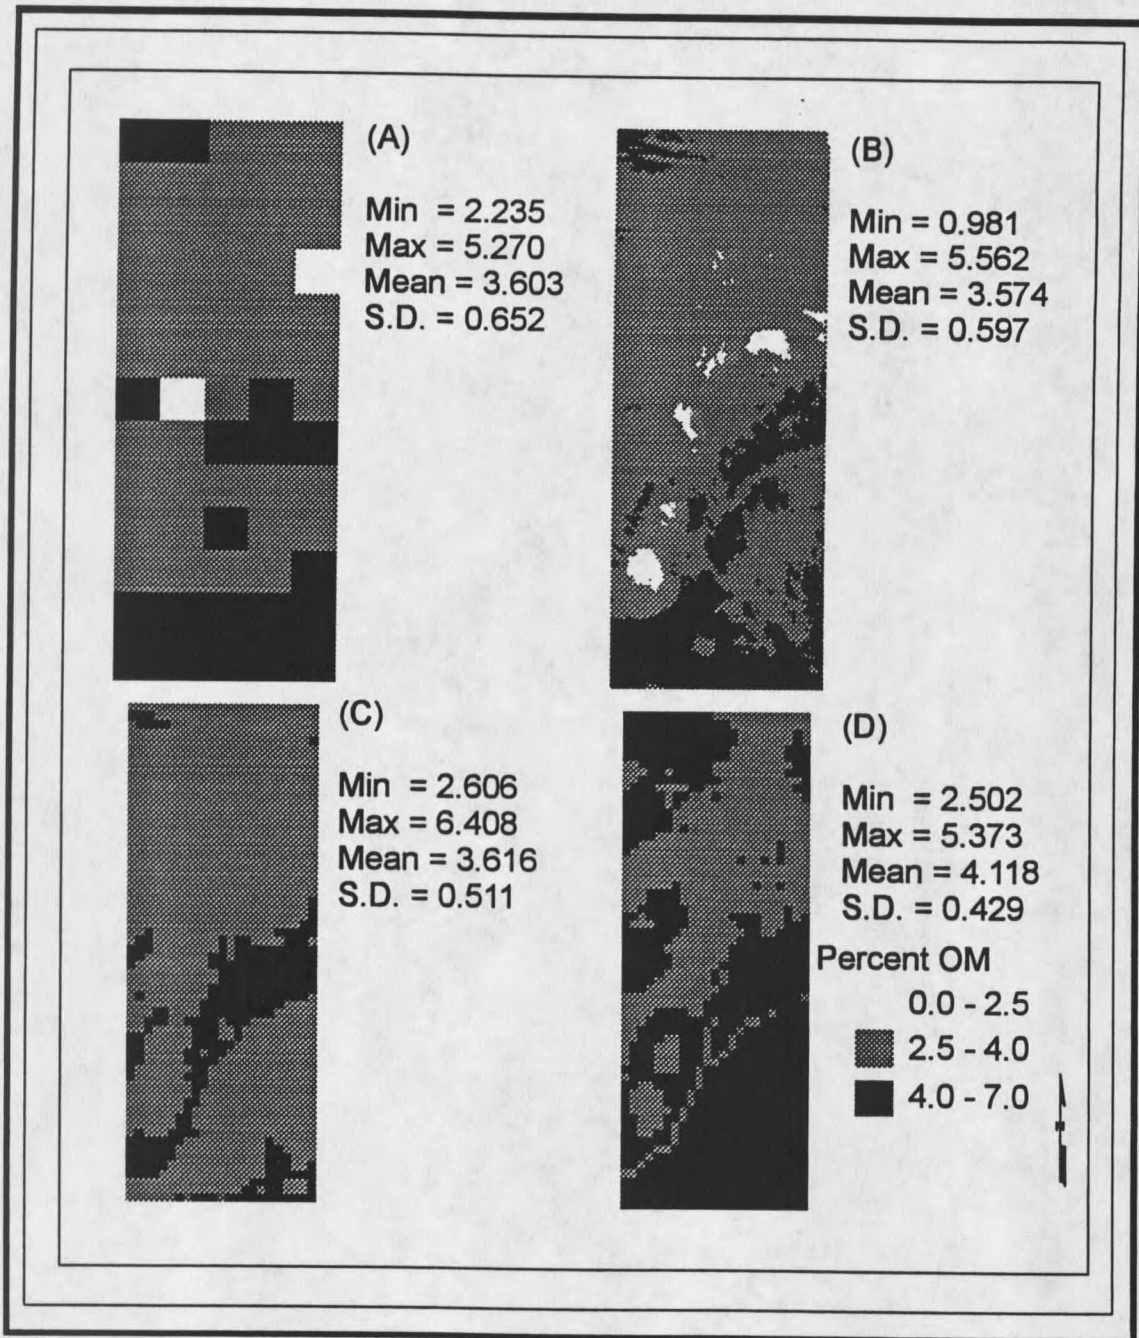 (A)
Min = 2.235
Max = 5.270
Mean = 3.603
S.D. = 0.652
(B)
Min = 0.981
Max = 5.562
Mean = 3.574
S.D. = 0.597
(C)
Min = 2.606
Max = 6.408
Mean = 3.616
S.D. = 0.511
(D)
Min = 2.502
Max = 5.373
Mean = 4.118
S.D. = 0.429
Percent OM
0.0 - 2.5
2.5 - 4.0
4.0 - 7.0